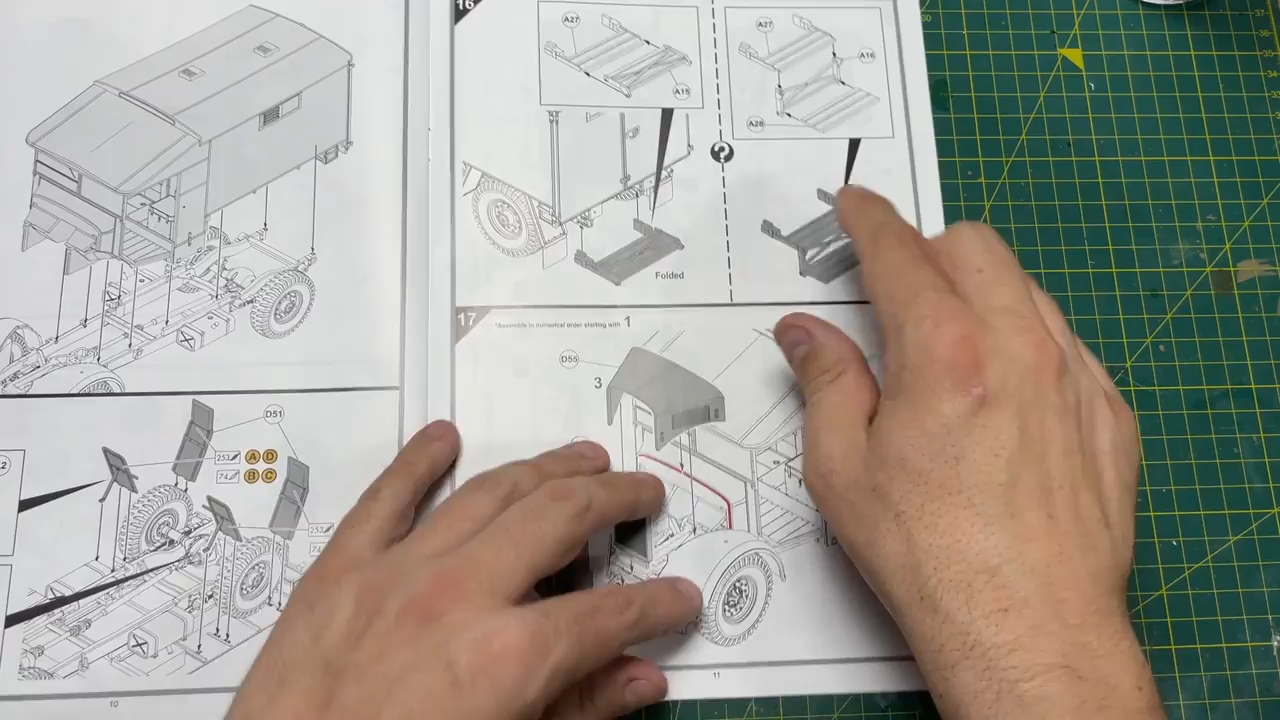 D51
253
A D
74
B C
253
10
16
A27
A15
A27
A16
A28
?
Folded
17
*Assemble in numerical order starting with 1
D55
3
11